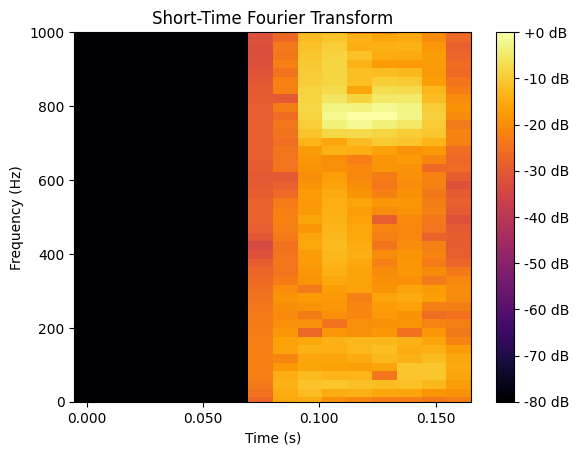 Short-Time Fourier Transform
1000
800
600
400
200
0
Frequency (Hz)
0.000
0.050
0.100
0.150
Time (s)
+0 dB
-10 dB
-20 dB
-30 dB
-40 dB
-50 dB
-60 dB
-70 dB
-80 dB